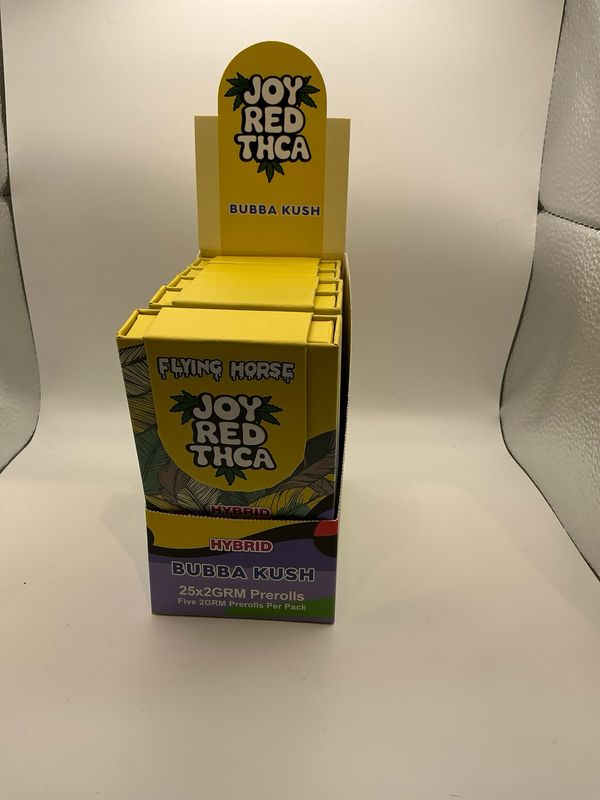 JOY
RED
THCA
BUBBA KUSH
FLYING HORSE
JOY
RED
THCA
HYBRID
HYBRID
BUBBA KUSH
25x2GRM Prerolls
Five 2GRM Prerolls Per Pack